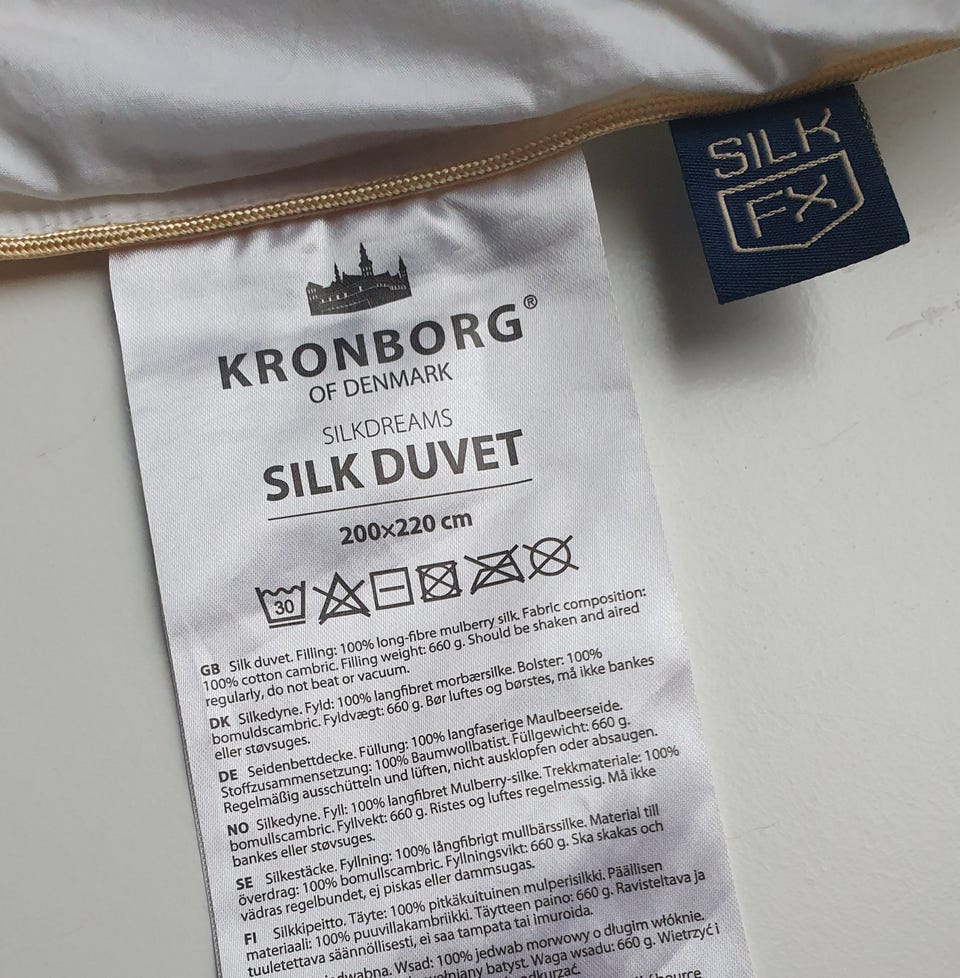 SILK
FX
KRONBORG®
OF DENMARK
SILKDREAMS
SILK DUVET
200×220 cm
30
GB Silk duvet. Filling: 100% long-fibre mulberry silk. Fabric composition:
100% cotton cambric. Filling weight: 660 g. Should be shaken and aired
regularly, do not beat or vacuum.
DK Silkedyne. Fyld: 100% langfibret morbærsilke. Bolster: 100%
bomuldscambric. Fyldvægt: 660 g. Bør luftes og børstes, må ikke bankes
eller støvsuges.
DE Seidenbettdecke. Füllung: 100% langfaserige Maulbeerseide.
Stoffzusammensetzung: 100% Baumwollbatist. Füllgewicht: 660 g.
Regelmäßig ausschütteln und lüften, nicht ausklopfen oder absaugen.
NO Silkedyne. Fyll: 100% langfibret Mulberry-silke. Trekkmateriale: 100%
bomullscambric. Fyllvekt: 660 g. Ristes og luftes regelmessig. Må ikke
bankes eller støvsuges.
SE Silkestäcke. Fyllning: 100% långfibrigt mullbärssilke. Material till
överdrag: 100% bomullscambric. Fyllningsvikt: 660 g. Ska skakas och
vädras regelbundet, ej piskas eller dammsugas.
FI Silkkipeitto. Täyte: 100% pitkäkuituinen mulperisilkki. Päällisen
materiaali: 100% puuvillakambriikki. Täytteen paino: 660 g. Ravisteltava ja
tuuletettava säännöllisesti, ei saa tampata tai imuroida.
Wsad: 100% jedwab morwowy o długim włóknie.
batyst. Waga wsadu: 660 g. Wietrzyć i